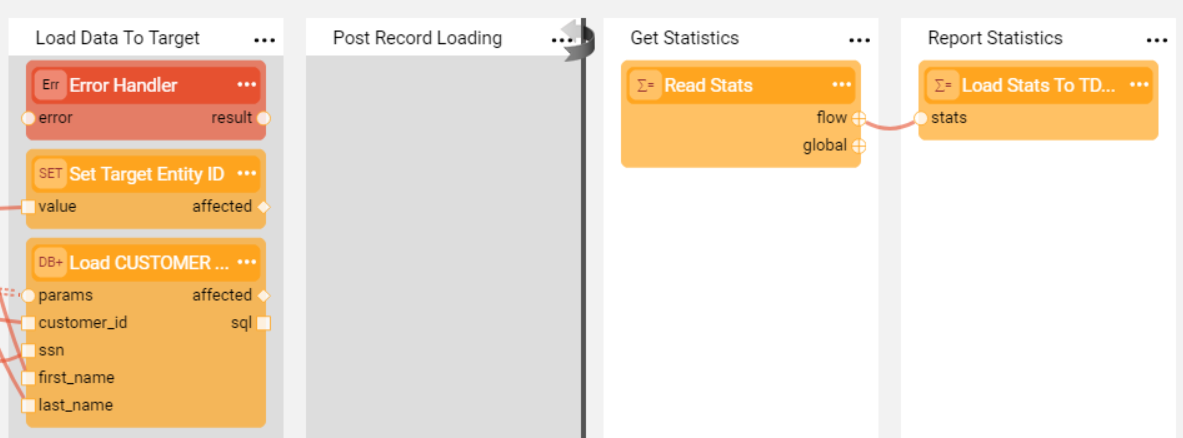 Load Data To Target ...
Post Record Loading ...
Get Statistics ...
Report Statistics ...
Err Error Handler ...
error result
SET Set Target Entity ID ...
value affected
DB+ Load CUSTOMER ... ...
params affected
customer_id sql
ssn
first_name
last_name
Σ= Read Stats ...
flow
global
Σ= Load Stats To TD... ...
stats